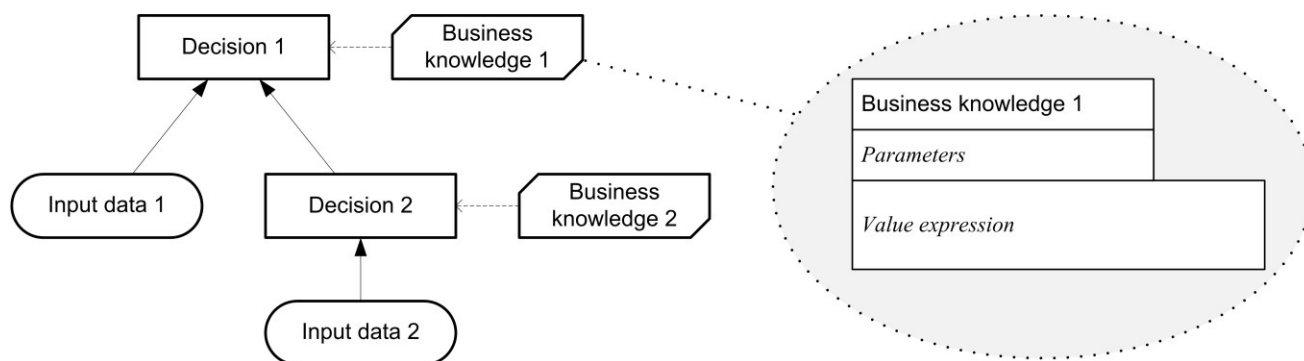 Decision 1
Business
knowledge 1
Input data 1
Decision 2
Business
knowledge 2
Input data 2
Business knowledge 1
Parameters
Value expression